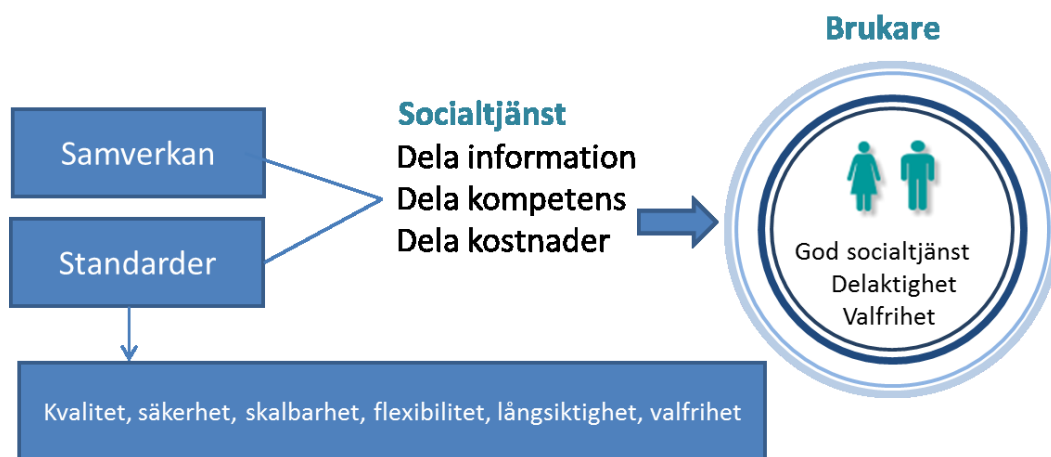 Brukare
Samverkan
Standarder
Socialtjänst
Dela information
Dela kompetens
Dela kostnader
God socialtjänst
Delaktighet
Valfrihet
Kvalitet, säkerhet, skalbarhet, flexibilitet, långsiktighet, valfrihet